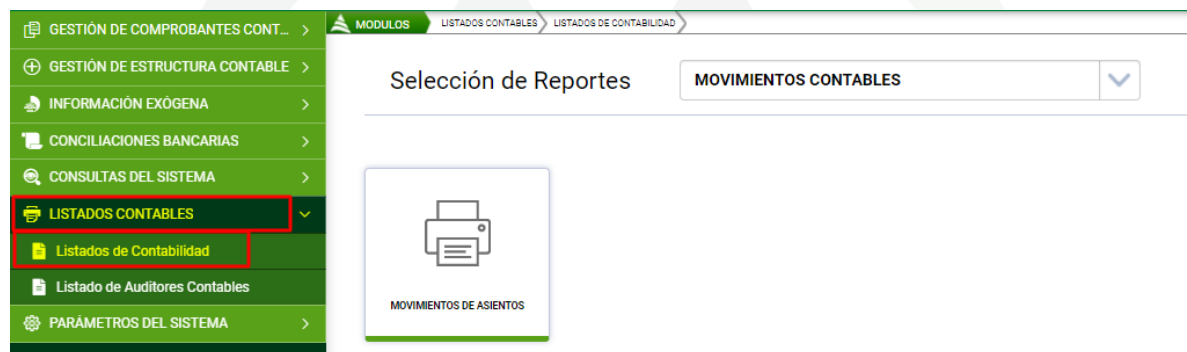 GESTIÓN DE COMPROBANTES CONT...
GESTIÓN DE ESTRUCTURA CONTABLE
INFORMACIÓN EXÓGENA
CONCILIACIONES BANCARIAS
CONSULTAS DEL SISTEMA
LISTADOS CONTABLES
Listados de Contabilidad
Listado de Auditores Contables
PARÁMETROS DEL SISTEMA
MODULOS LISTADOS CONTABLES LISTADOS DE CONTABILIDAD
Selección de Reportes MOVIMIENTOS CONTABLES
MOVIMIENTOS DE ASIENTOS